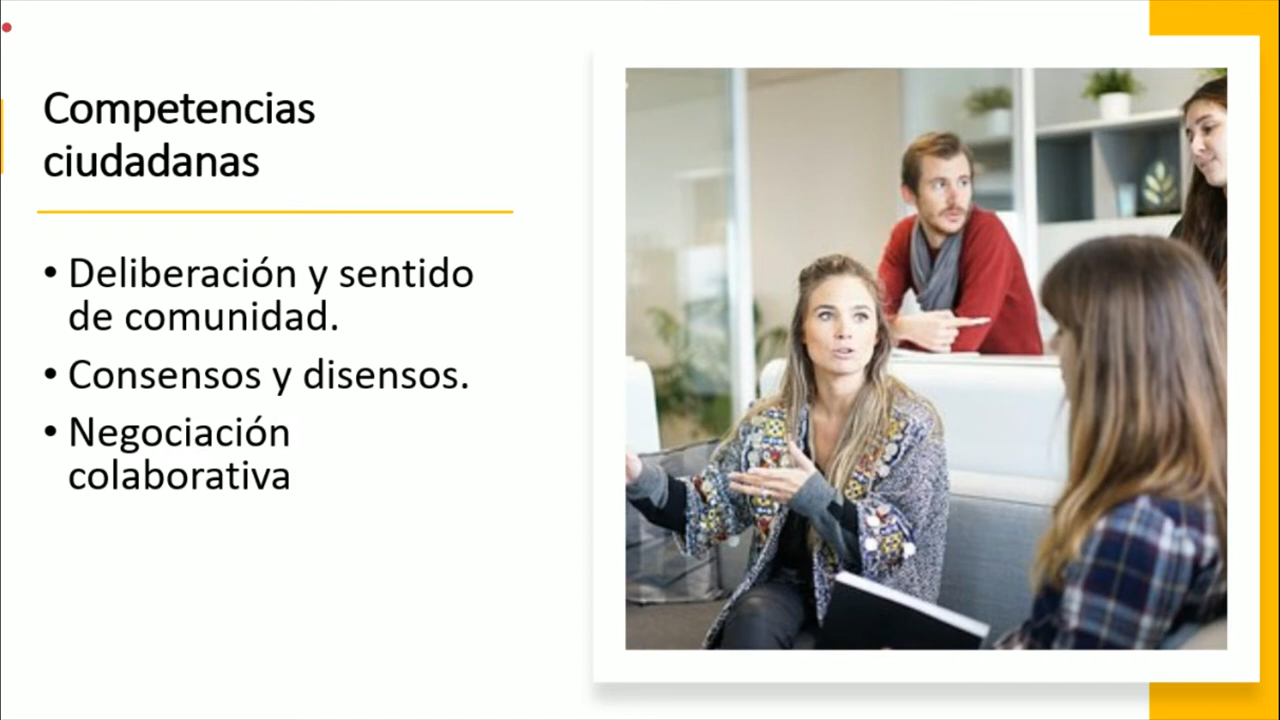 Competencias
ciudadanas
• Deliberación y sentido
de comunidad.
• Consensos y disensos.
• Negociación
colaborativa